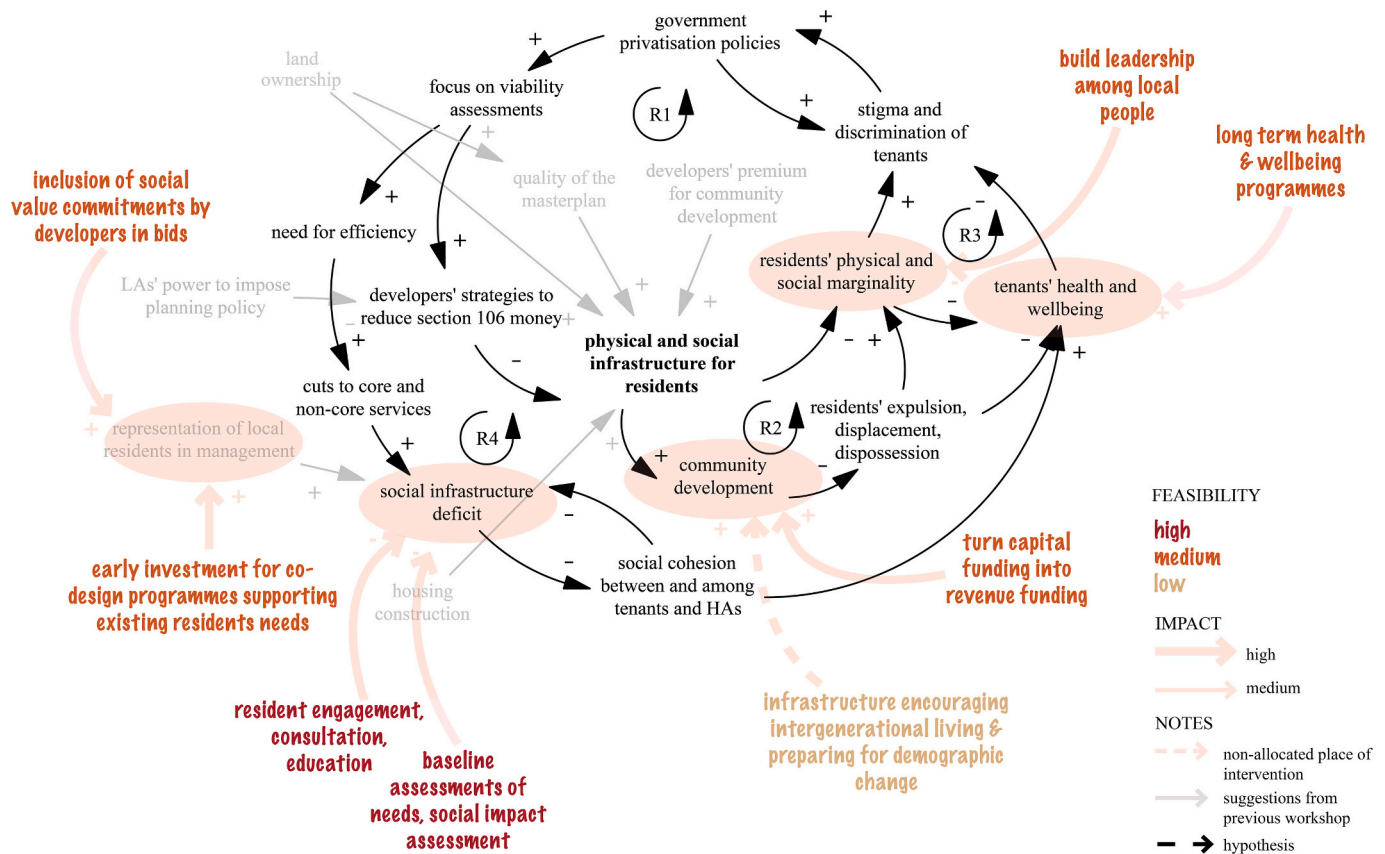 government
privatisation policies
land
ownership
focus on viability
assessments
R1
stigma and
discrimination of
tenants
build leadership
among local
people
long term health
& wellbeing
programmes
inclusion of social
value commitments by
developers in bids
quality of the
masterplan
developers' premium
for community
development
need for efficiency
R3
residents' physical and
social marginality
tenants' health and
wellbeing
LAs' power to impose
planning policy
developers' strategies to
reduce section 106 money
physical and social
infrastructure for
residents
cuts to core and
non-core services
representation of local
residents in management
R4
R2
residents' expulsion,
displacement,
dispossession
community
development
social infrastructure
deficit
early investment for co-
design programmes supporting
existing residents needs
housing
construction
social cohesion
between and among
tenants and HAs
turn capital
funding into
revenue funding
resident engagement,
consultation,
education
baseline
assessments of
needs, social impact
assessment
infrastructure encouraging
intergenerational living &
preparing for demographic
change
FEASIBILITY
high
medium
low
IMPACT
high
medium
NOTES
non-allocated place of
intervention
suggestions from
previous workshop
hypothesis